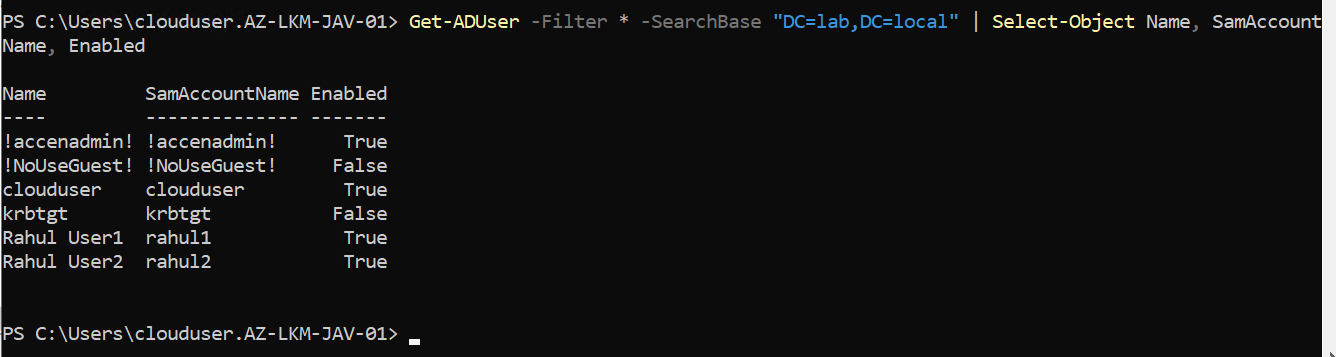 PS C:\Users\clouduser.AZ-LKM-JAV-01> Get-ADUser -Filter * -SearchBase "DC=lab,DC=local" | Select-Object Name, SamAccount
Name, Enabled
Name SamAccountName Enabled
---- -------------- -------
!accenadmin! !accenadmin! True
!NoUseGuest! !NoUseGuest! False
clouduser clouduser True
krbtgt krbtgt False
Rahul User1 rahul1 True
Rahul User2 rahul2 True
PS C:\Users\clouduser.AZ-LKM-JAV-01>